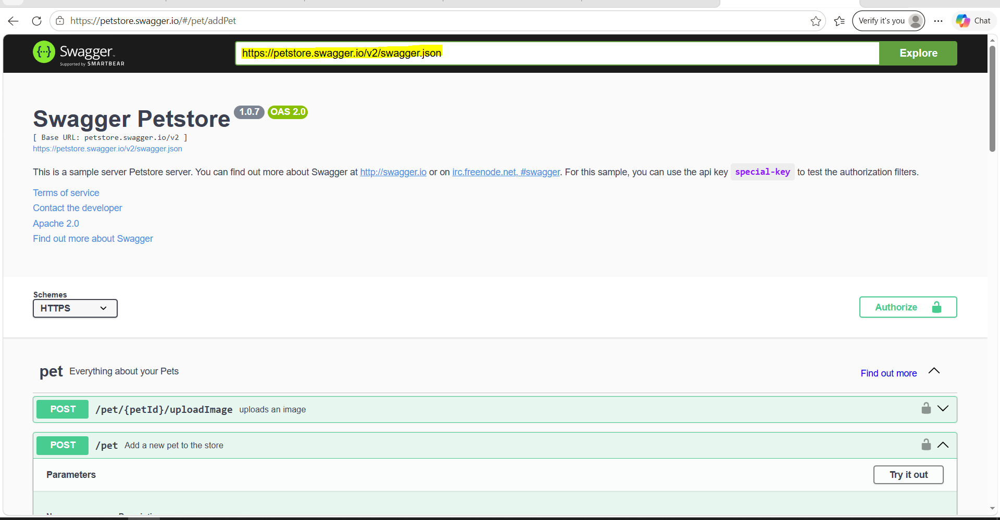 https://petstore.swagger.io/#/pet/addPet
Verify it's you
Chat
Swagger
Supported by SMARTBEAR
https://petstore.swagger.io/v2/swagger.json
Explore
Swagger Petstore 1.0.7 OAS 2.0
[ Base URL: petstore.swagger.io/v2 ]
https://petstore.swagger.io/v2/swagger.json
This is a sample server Petstore server. You can find out more about Swagger at http://swagger.io or on irc.freenode.net, #swagger. For this sample, you can use the api key special-key to test the authorization filters.
Terms of service
Contact the developer
Apache 2.0
Find out more about Swagger
Schemes
HTTPS
Authorize
pet Everything about your Pets
Find out more
POST /pet/{petId}/uploadImage uploads an image
POST /pet Add a new pet to the store
Parameters
Try it out